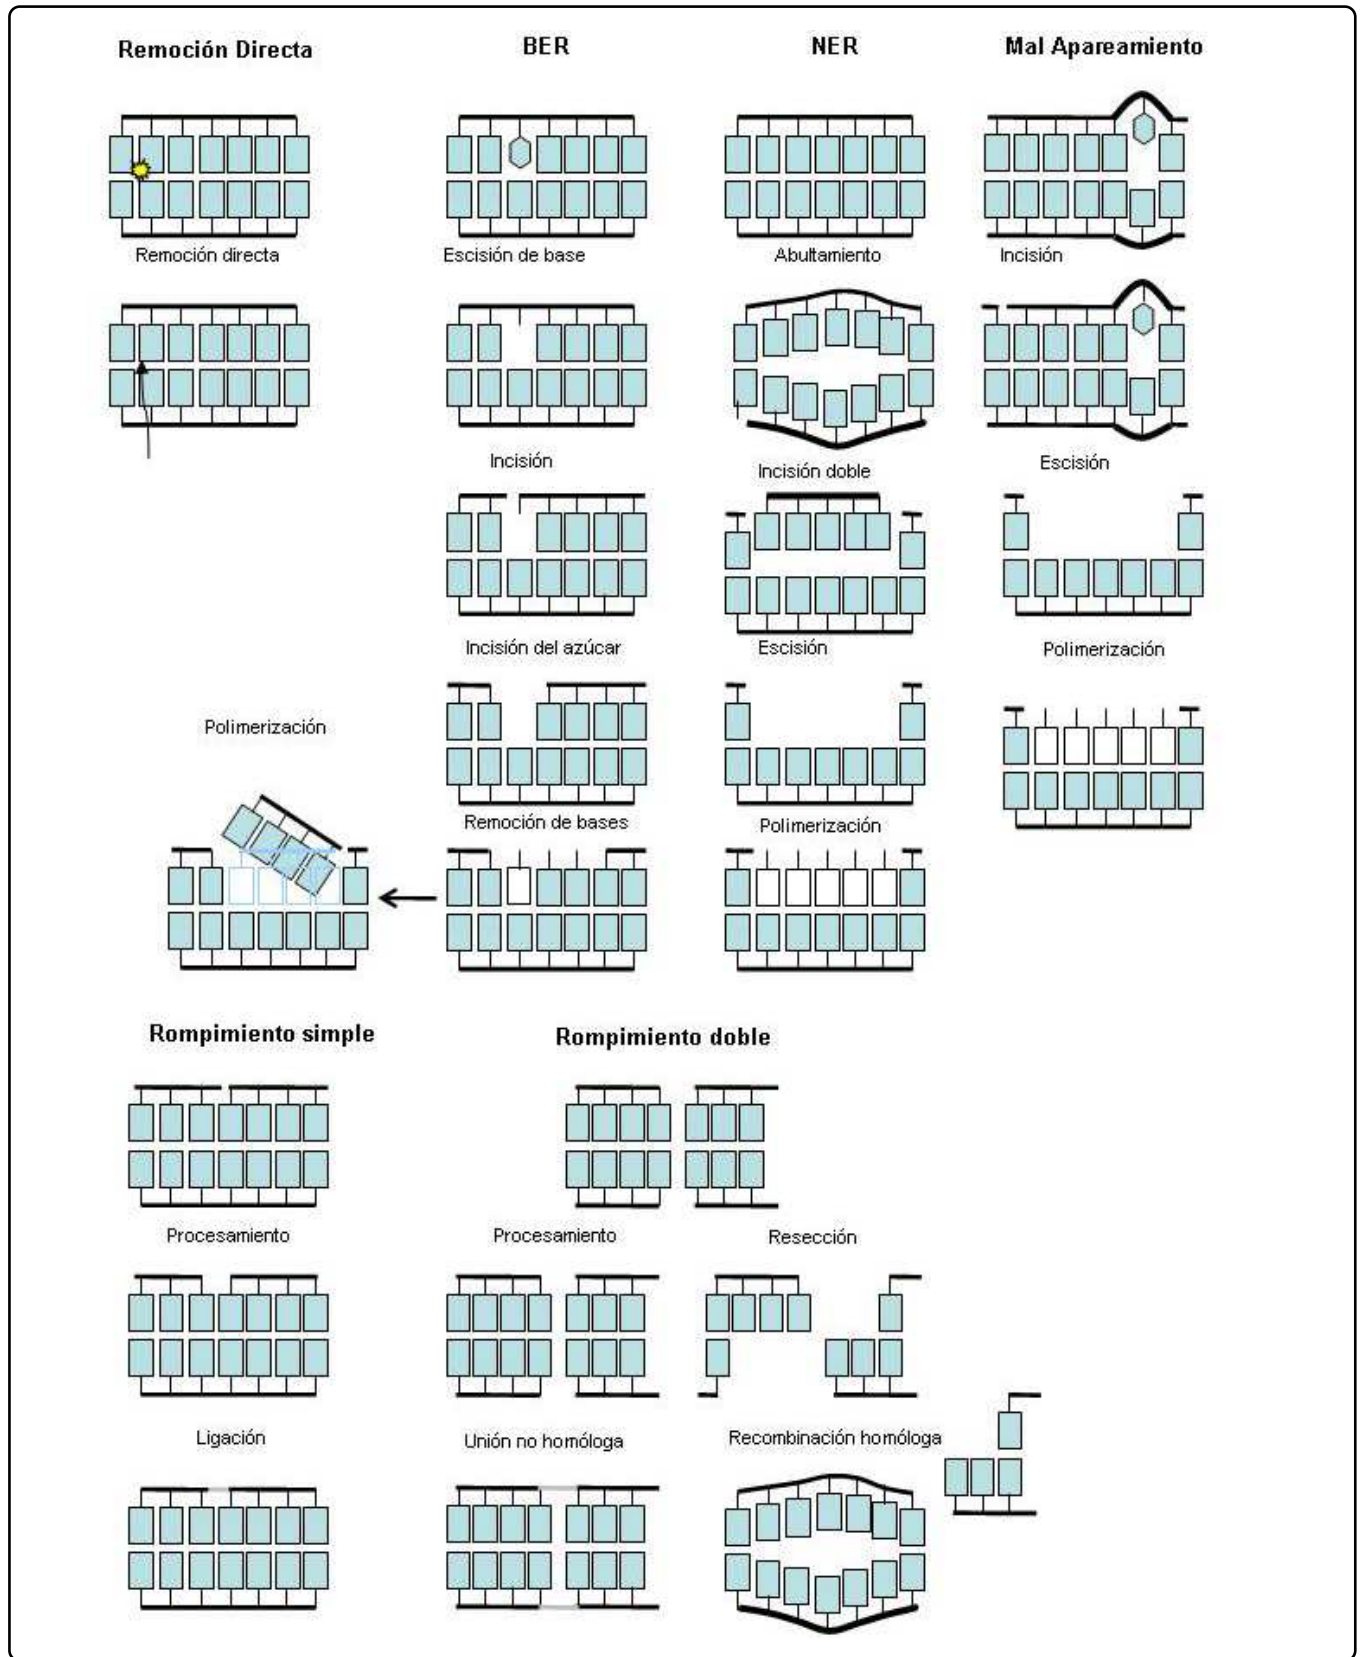 Remoción Directa
BER
NER
Mal Apareamiento
Remoción directa
Escisión de base
Abultamiento
Incisión
Incisión
Incisión doble
Escisión
Incisión del azúcar
Escisión
Polimerización
Polimerización
Remoción de bases
Polimerización
Rompimiento simple
Rompimiento doble
Procesamiento
Procesamiento
Resección
Ligación
Unión no homóloga
Recombinación homóloga